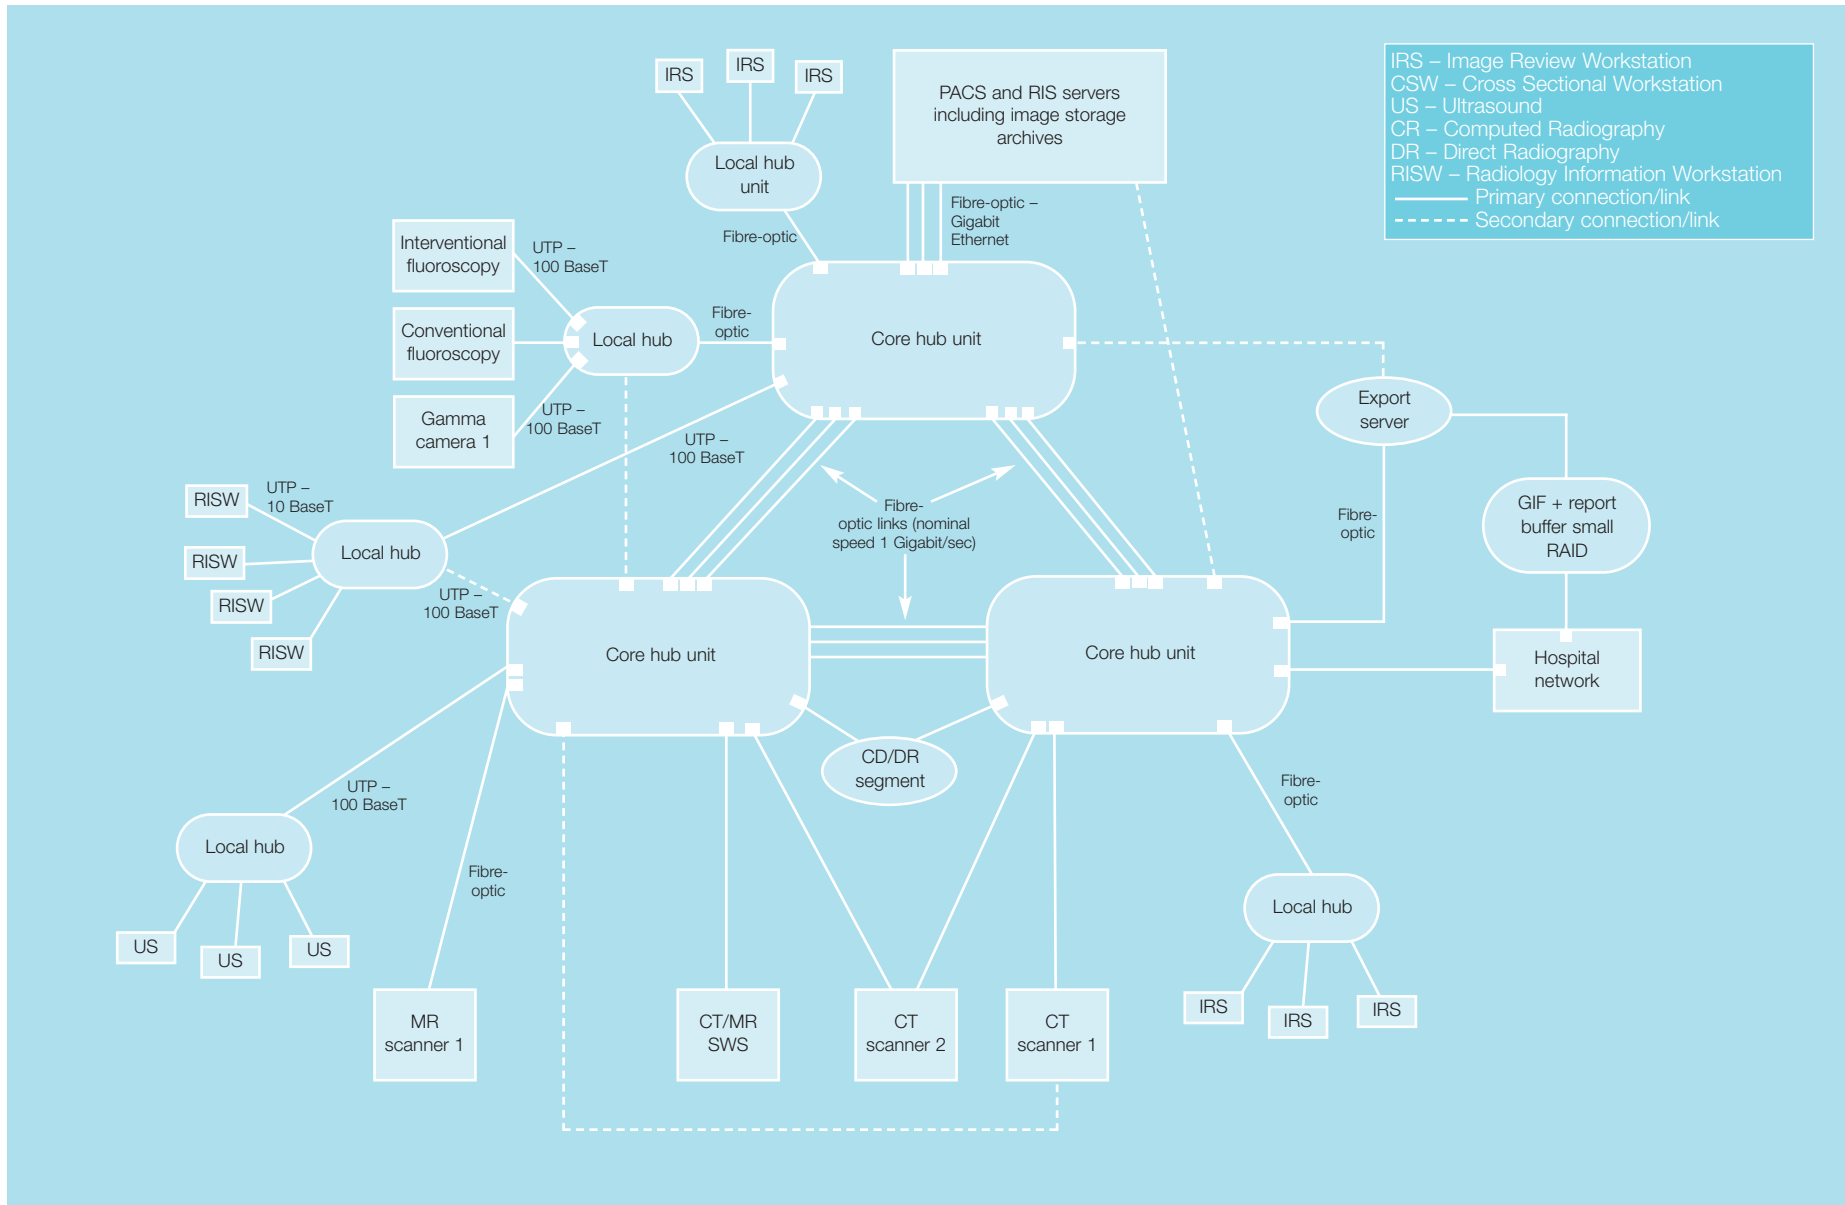 IRS
IRS
IRS
PACS and RIS servers
including image storage
archives
IRS – Image Review Workstation
CSW – Cross Sectional Workstation
US – Ultrasound
CR – Computed Radiography
DR – Direct Radiography
RISW – Radiology Information Workstation
Primary connection/link
Secondary connection/link
Local hub
unit
Fibre-optic
Fibre-optic –
Gigabit
Ethernet
Interventional
fluoroscopy
UTP –
100 BaseT
Conventional
fluoroscopy
Local hub
Fibre-
optic
Core hub unit
Gamma
camera 1
UTP –
100 BaseT
UTP –
100 BaseT
Export
server
RISW
UTP –
10 BaseT
RISW
RISW
RISW
Local hub
UTP –
100 BaseT
Fibre-
optic links (nominal
speed 1 Gigabit/sec)
Fibre-
optic
GIF + report
buffer small
RAID
Core hub unit
Core hub unit
Hospital
network
CD/DR
segment
UTP –
100 BaseT
Fibre-
optic
Local hub
Fibre-
optic
US
US
US
Local hub
IRS
IRS
IRS
MR
scanner 1
CT/MR
SWS
CT
scanner 2
CT
scanner 1